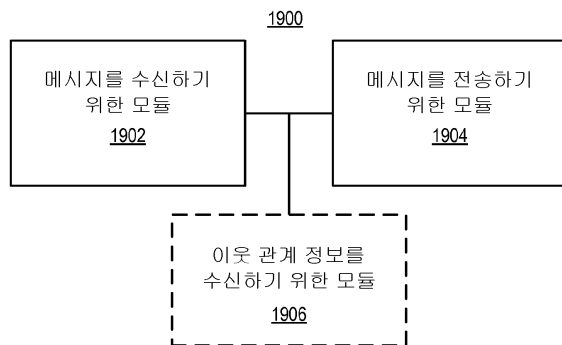 1900
메시지를 수신하기
위한 모듈
1902
메시지를 전송하기
위한 모듈
1904
이웃 관계 정보를
수신하기 위한 모듈
1906